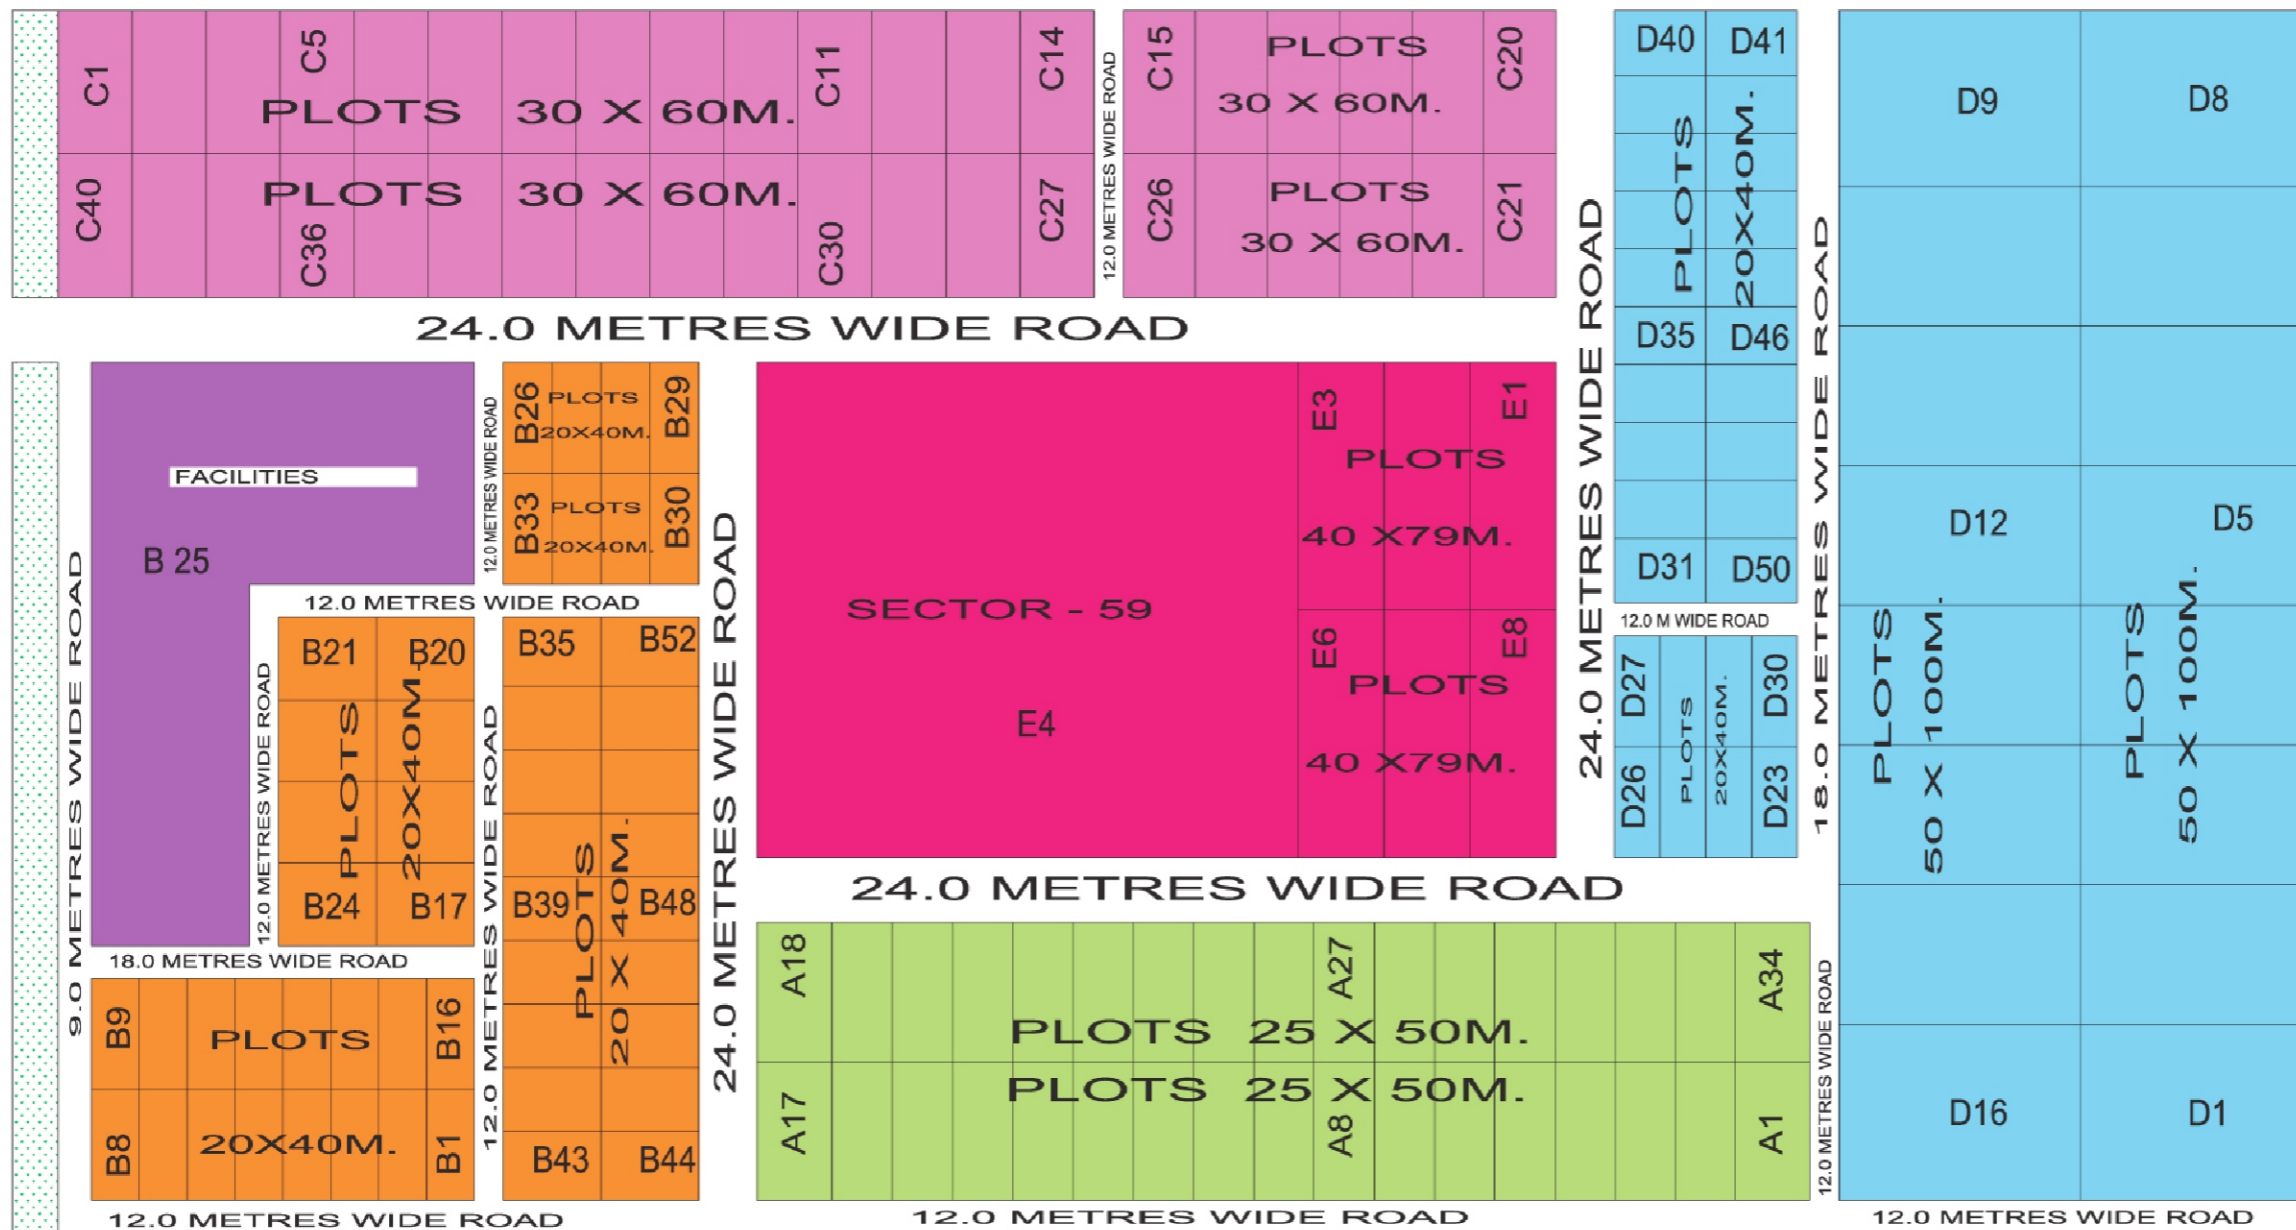 C1
C5
C11
C14
PLOTS 30 X 60M.
C40
C36
C30
C27
PLOTS 30 X 60M.
12.0 METRES WIDE ROAD
C15
PLOTS
30 X 60M.
C20
C26
PLOTS
30 X 60M.
C21
24.0 METRES WIDE ROAD
D40
D41
PLOTS
20X40M.
D35
D46
D31
D50
12.0 M WIDE ROAD
D27
D30
PLOTS
20X40M.
D26
D23
24.0 METRES WIDE ROAD
18.0 METRES WIDE ROAD
D9
D8
D12
D5
PLOTS
50 X 100M.
PLOTS
50 X 100M.
D16
D1
12.0 METRES WIDE ROAD
9.0 METRES WIDE ROAD
FACILITIES
B 25
12.0 METRES WIDE ROAD
B26
PLOTS
20X40M.
B29
B33
PLOTS
20X40M.
B30
12.0 METRES WIDE ROAD
12.0 METRES WIDE ROAD
B21
B20
PLOTS
20X40M.
B24
B17
12.0 METRES WIDE ROAD
B35
B52
B39
B48
PLOTS
20 X 40M.
B43
B44
18.0 METRES WIDE ROAD
B9
PLOTS
B16
B8
20X40M.
B1
12.0 METRES WIDE ROAD
24.0 METRES WIDE ROAD
SECTOR - 59
E4
E3
E1
PLOTS
40 X79M.
E6
E8
PLOTS
40 X79M.
24.0 METRES WIDE ROAD
A18
A27
A34
PLOTS 25 X 50M.
PLOTS 25 X 50M.
A17
A8
A1
12.0 METRES WIDE ROAD
12.0 METRES WIDE ROAD